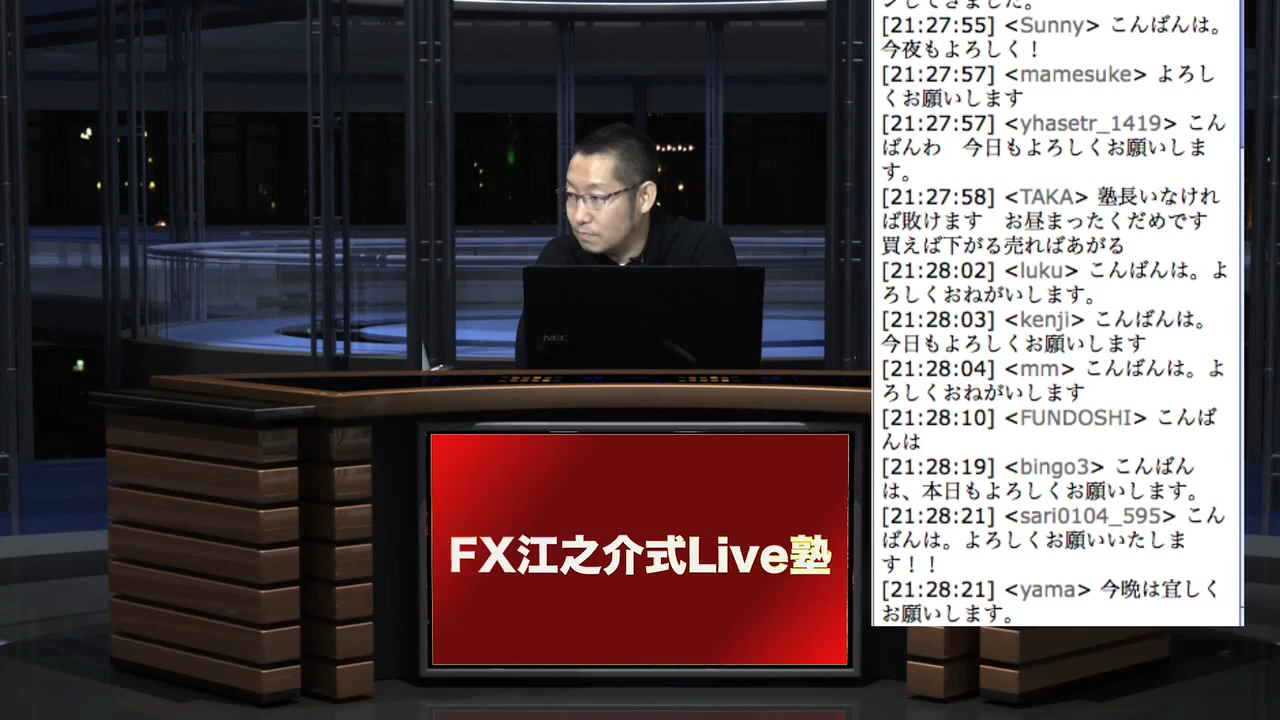 ンしてきました。
[21:27:55] <Sunny> こんばんは。
今夜もよろしく！
[21:27:57] <mamesuke> よろし
くお願いします
[21:27:57] <yhasetr_1419> こん
ばんわ　今日もよろしくお願いしま
す。
[21:27:58] <TAKA> 塾長いなけれ
ば敗けます　お昼まったくだめです
買えば下がる売ればあがる
[21:28:02] <luku> こんばんは。よ
ろしくおねがいします。
[21:28:03] <kenji> こんばんは。
今日もよろしくお願いします
[21:28:04] <mm> こんばんは。よ
ろしくおねがいします
[21:28:10] <FUNDOSHI> こんば
んは
[21:28:19] <bingo3> こんばん
は、本日もよろしくお願いします。
[21:28:21] <sari0104_595> こん
ばんは。よろしくお願いいたしま
す！！
[21:28:21] <yama> 今晩は宜しく
お願いします。
NEC
FX江之介式Live塾